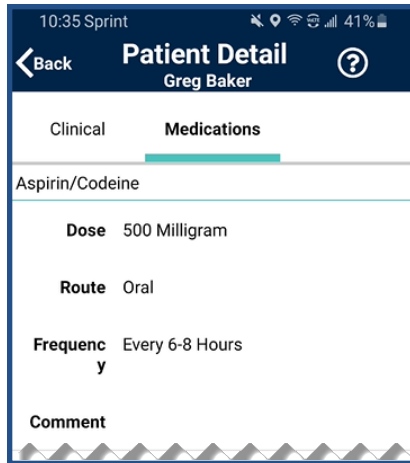 10:35 Sprint 41%
Back Patient Detail
Greg Baker
?
Clinical Medications
Aspirin/Codeine
Dose 500 Milligram
Route Oral
Frequenc Every 6-8 Hours
y
Comment